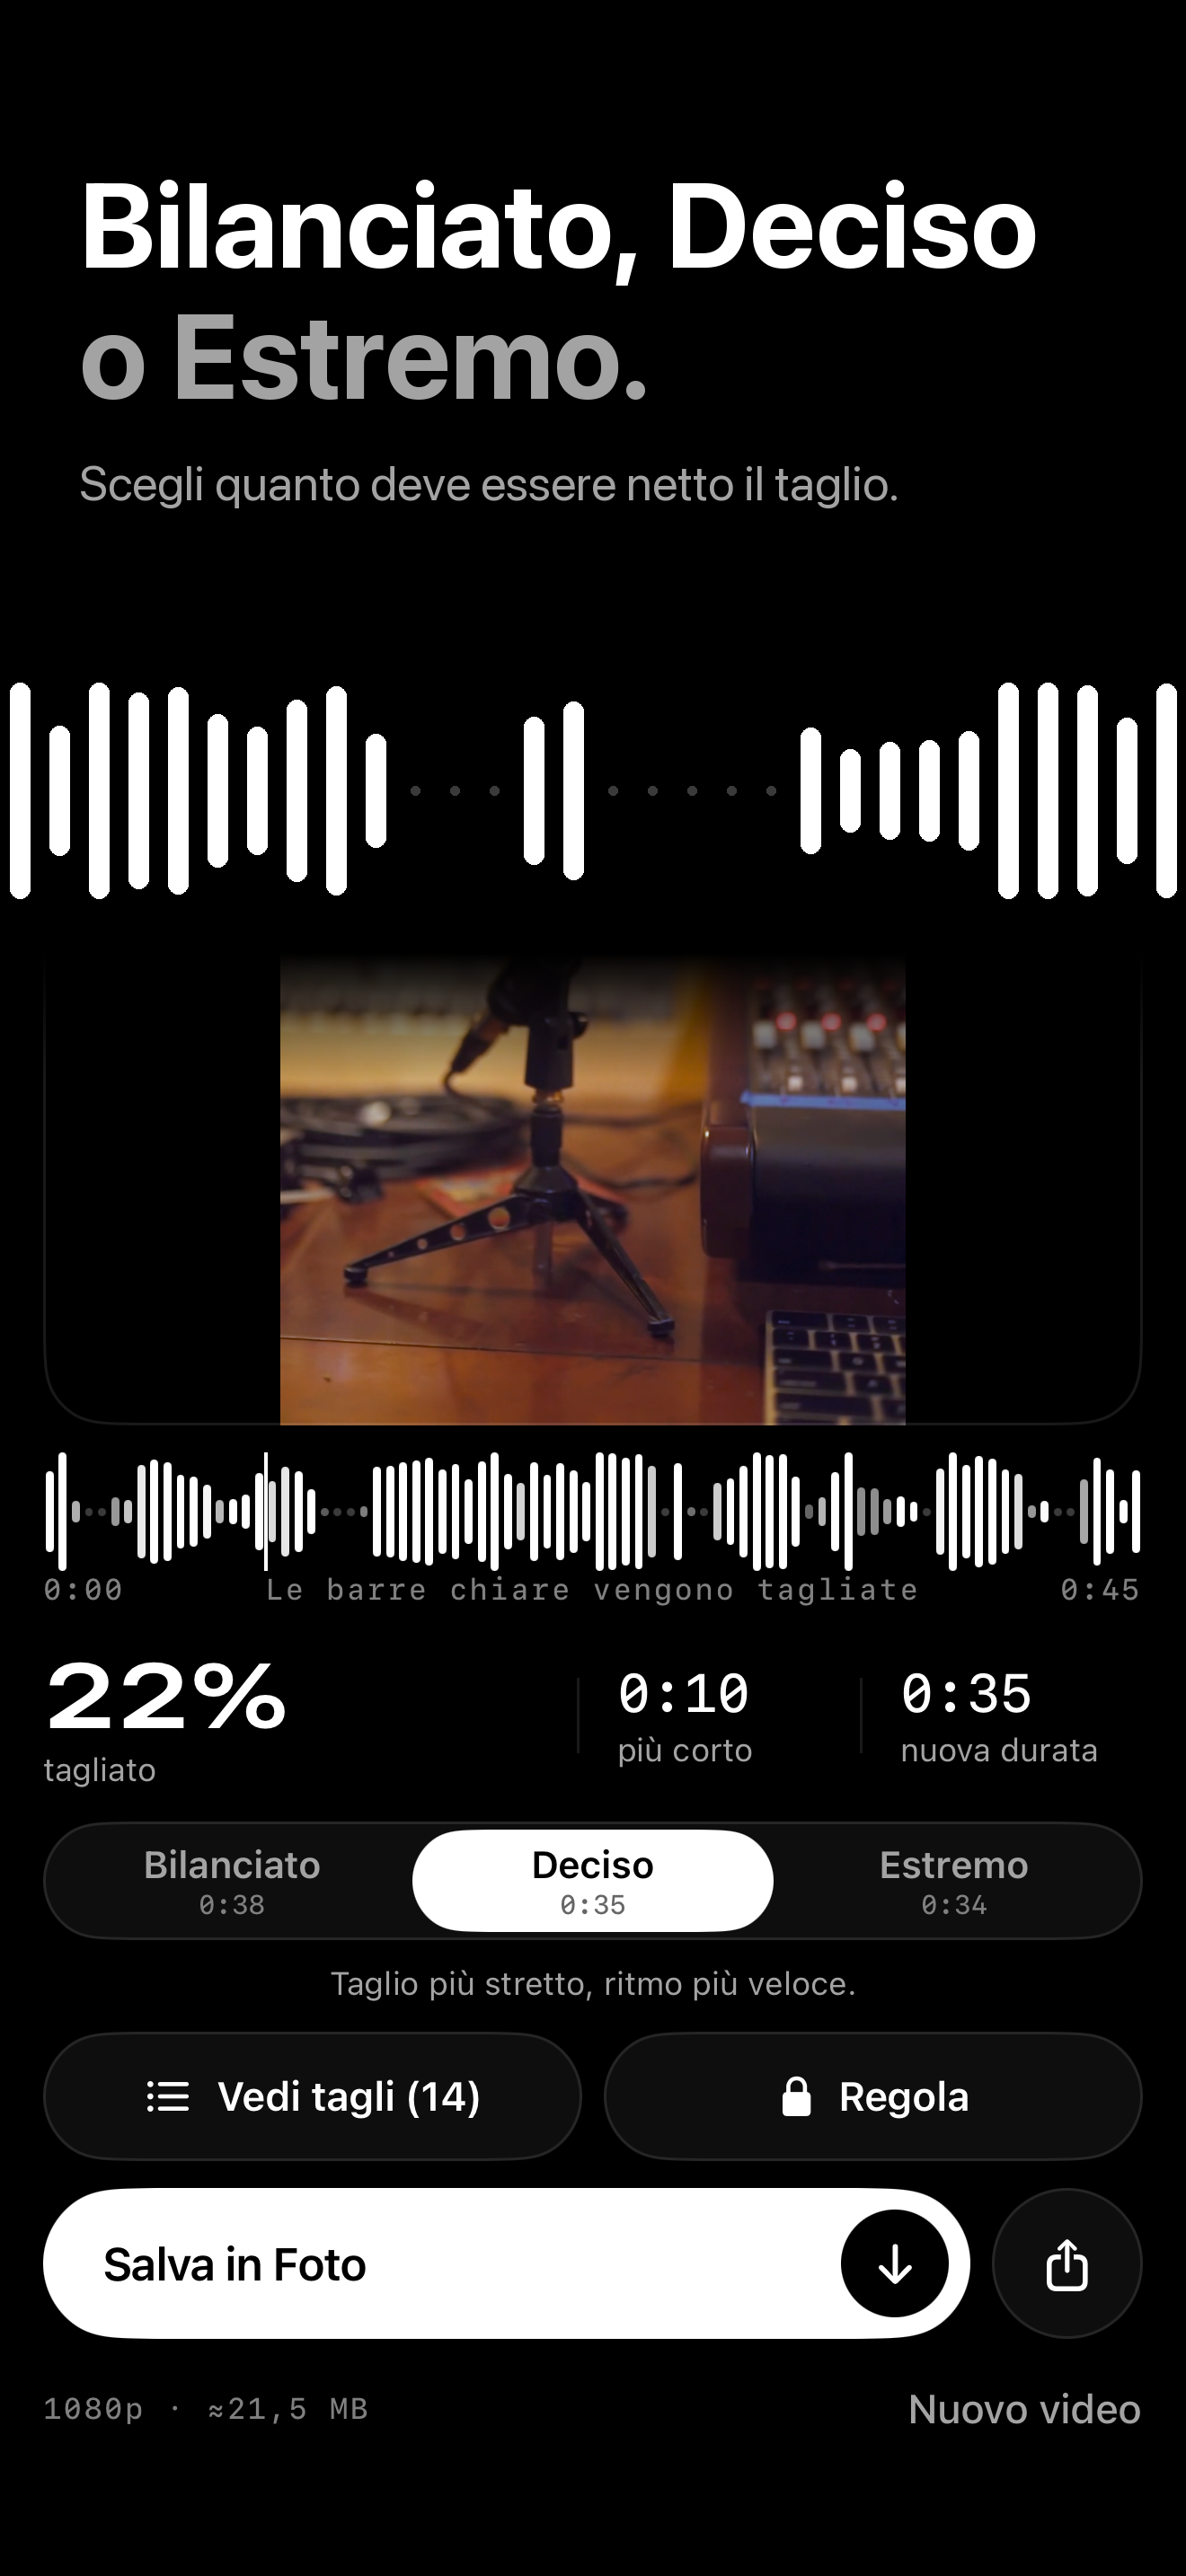 Bilanciato, Deciso
o Estremo.
Scegli quanto deve essere netto il taglio.
0:00 Le barre chiare vengono tagliate 0:45
22% 0:10 0:35
tagliato più corto nuova durata
Bilanciato Deciso Estremo
0:38 0:35 0:34
Taglio più stretto, ritmo più veloce.
Vedi tagli (14) Regola
Salva in Foto
1080p · ≈21,5 MB Nuovo video